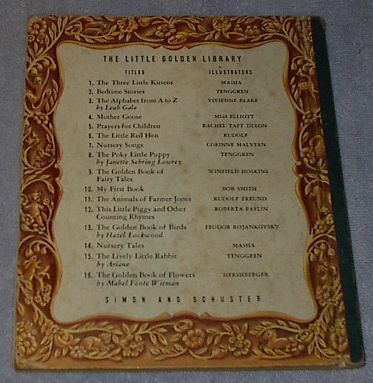 THE LITTLE GOLDEN LIBRARY
TITLES ILLUSTRATORS
1. The Three Little Kittens MASHA
2. Bedtime Stories TENGGREN
3. The Alphabet from A to Z VIVIENNE BLAKE
by Leah Gale
4. Mother Goose MISS ELLIOTT
5. Prayers for Children RACHEL TAFT DIXON
6. The Little Red Hen RUDOLF
7. Nursery Songs CORINNE MALVERN
8. The Poky Little Puppy TENGGREN
by Janette Sebring Lowrey
9. The Golden Book of WINFIELD HOSKINS
Fairy Tales
10. My First Book BOB SMITH
11. The Animals of Farmer Jones RUDOLF FREUND
12. This Little Piggy and Other ROBERTA PAFLIN
Counting Rhymes
13. The Golden Book of Birds FEODOR ROJANKOVSKY
by Hazel Lockwood
14. Nursery Tales MASHA
15. The Lively Little Rabbit TENGGREN
by Ariane
16. The Golden Book of Flowers HERSHBERGER
by Mabel Foote Witman
SIMON AND SCHUSTER